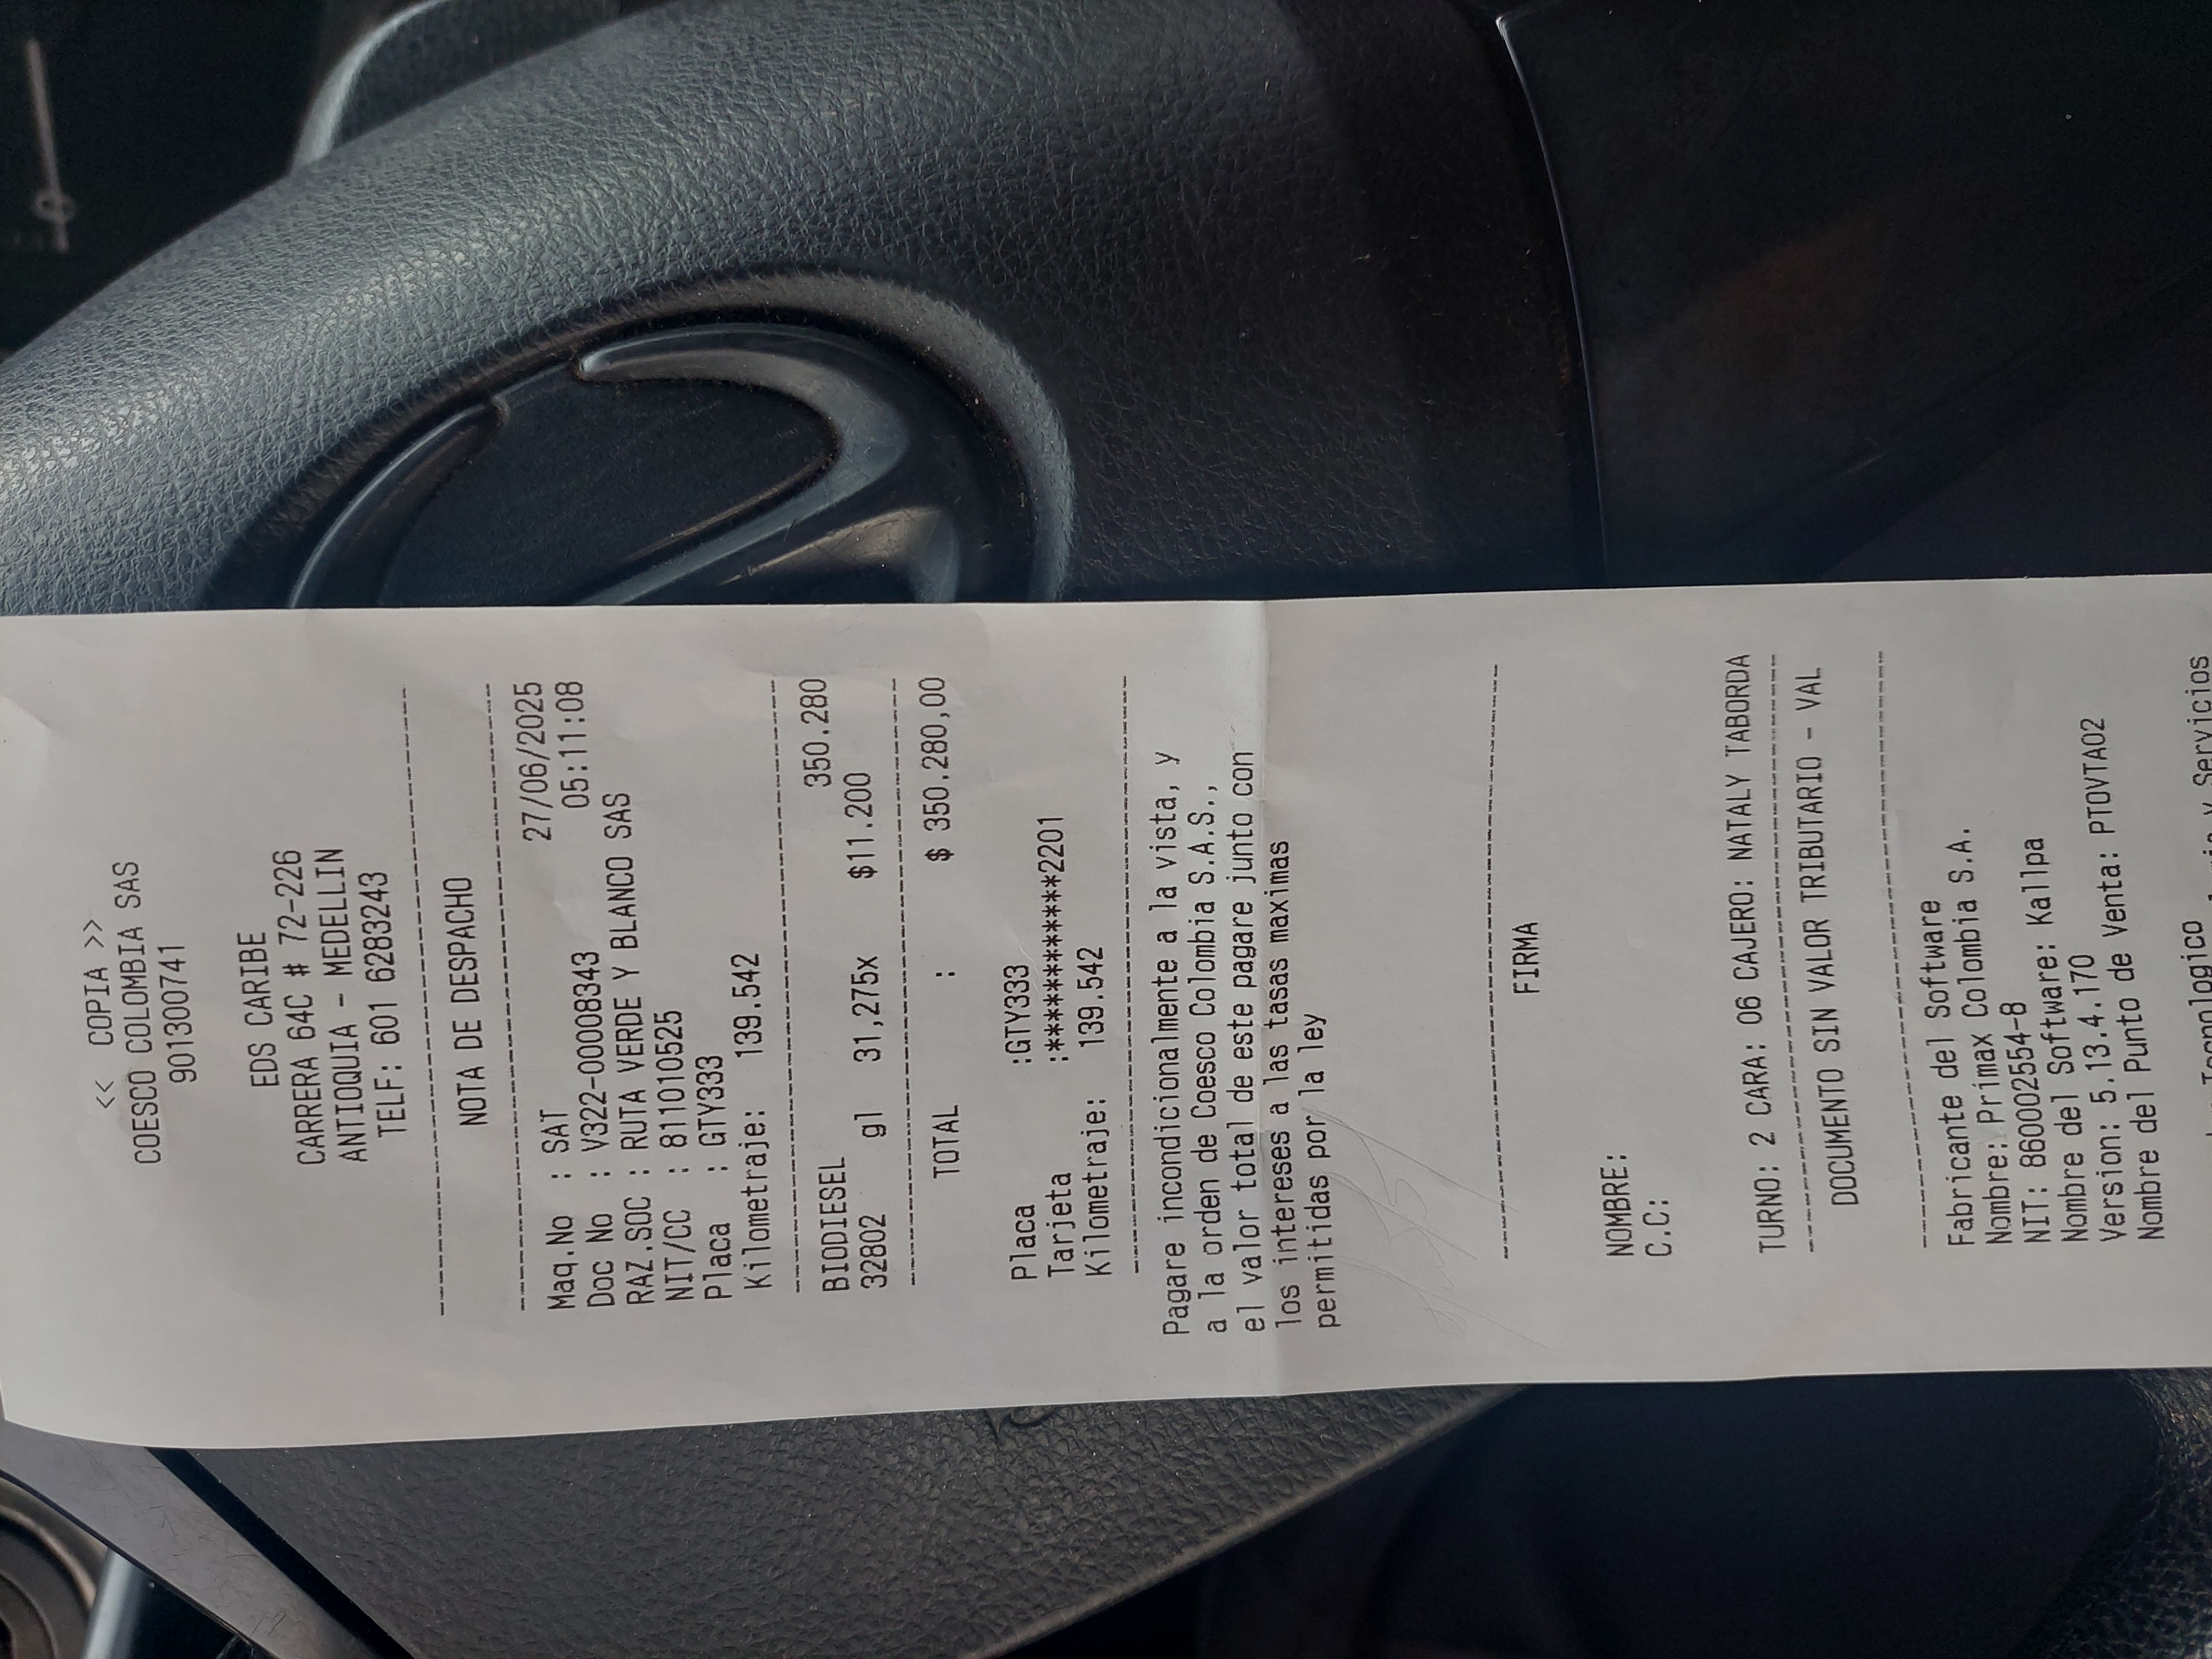 << COPIA >>
COESCO COLOMBIA SAS
9013007​41
EDS CARIBE
CARRERA 64C # 72-226
ANTIOQUIA - MEDELLIN
TELF: 601 6283243
NOTA DE DESPACHO
27/06/2025
Maq.No : SAT 05:11:08
Doc No : V322-00008343
RAZ.SOC : RUTA VERDE Y BLANCO SAS
NIT/CC : 811010525
Placa : GTY333
Kilometraje: 139.542
BIODIESEL 350.280
32802 gl 31,275x $11.200
TOTAL : $ 350.280,00
Placa :GTY333
Tarjeta :***************2201
Kilometraje: 139.542
Pagare incondicionalmente a la vista, y
a la orden de Coesco Colombia S.A.S.,
el valor total de este pagare junto con
los intereses a las tasas maximas
permitidas por la ley
FIRMA
NOMBRE:
C.C:
TURNO: 2 CARA: 06 CAJERO: NATALY TABORDA
DOCUMENTO SIN VALOR TRIBUTARIO - VAL
Fabricante del Software
Nombre: Primax Colombia S.A.
NIT: 860002554-8
Nombre del Software: Kallpa
Version: 5.13.4.170
Nombre del Punto de Venta: PTOVTA02
y Servicios